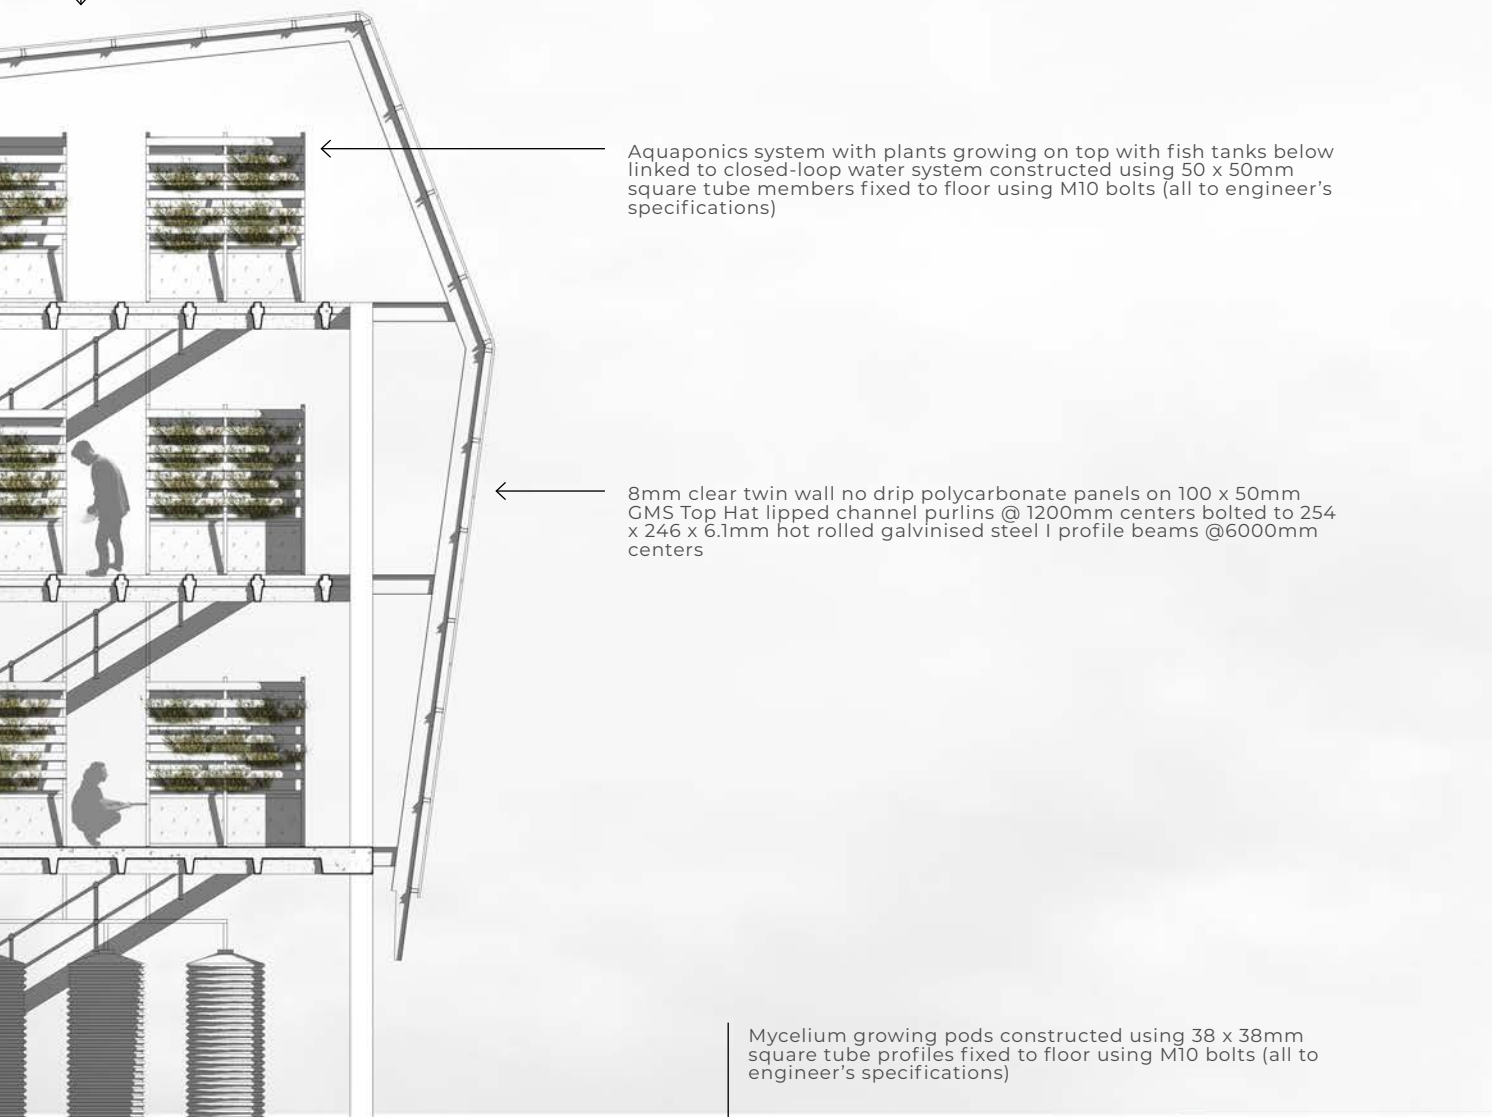 Aquaponics system with plants growing on top with fish tanks below
linked to closed-loop water system constructed using 50 x 50mm
square tube members fixed to floor using M10 bolts (all to engineer’s
specifications)
8mm clear twin wall no drip polycarbonate panels on 100 x 50mm
GMS Top Hat lipped channel purlins @ 1200mm centers bolted to 254
x 246 x 6.1mm hot rolled galvinised steel I profile beams @6000mm
centers
Mycelium growing pods constructed using 38 x 38mm
square tube profiles fixed to floor using M10 bolts (all to
engineer’s specifications)